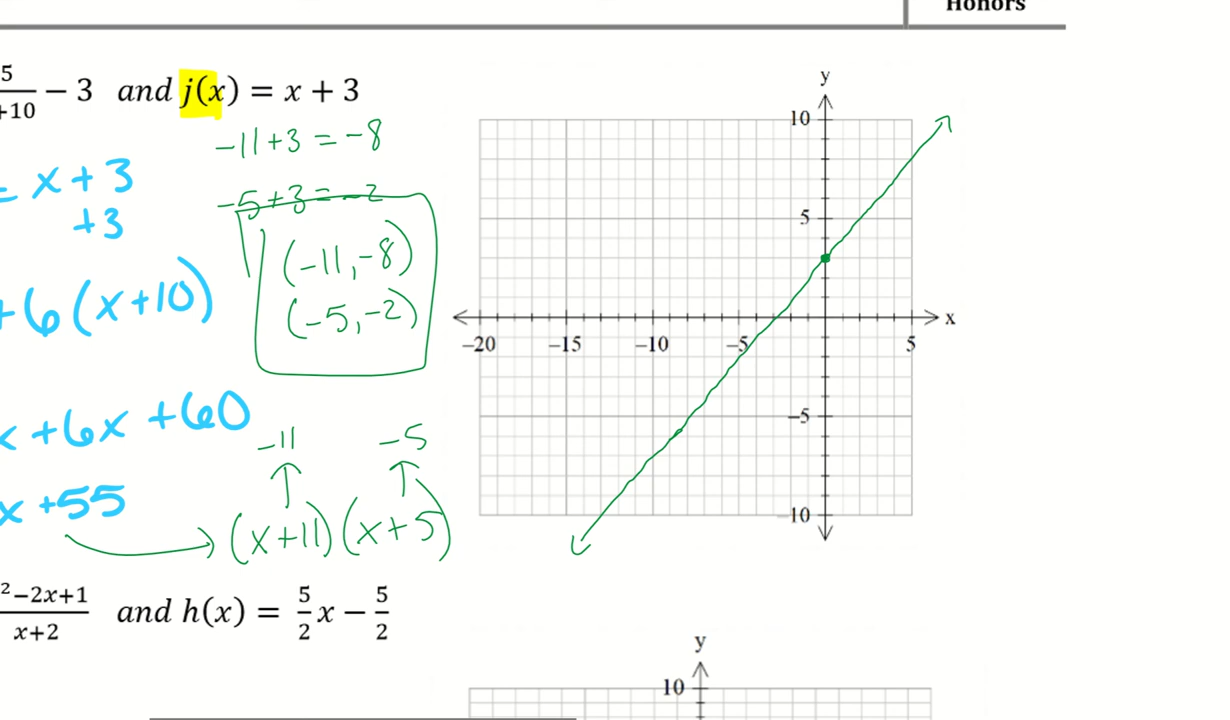 Honors
5/+10 − 3 and j(x) = x + 3
-11+3 = -8
= x + 3
-5+3 = -2
+3
(-11,-8)
+6(x+10)
(-5,-2)
x +6x +60
-11 -5
x +55
(x+11)(x+5)
²−2x+1/x+2 and h(x) = 5/2x − 5/2
y
10
5
x
−20 −15 −10 −5 5
−5
−10
y
10